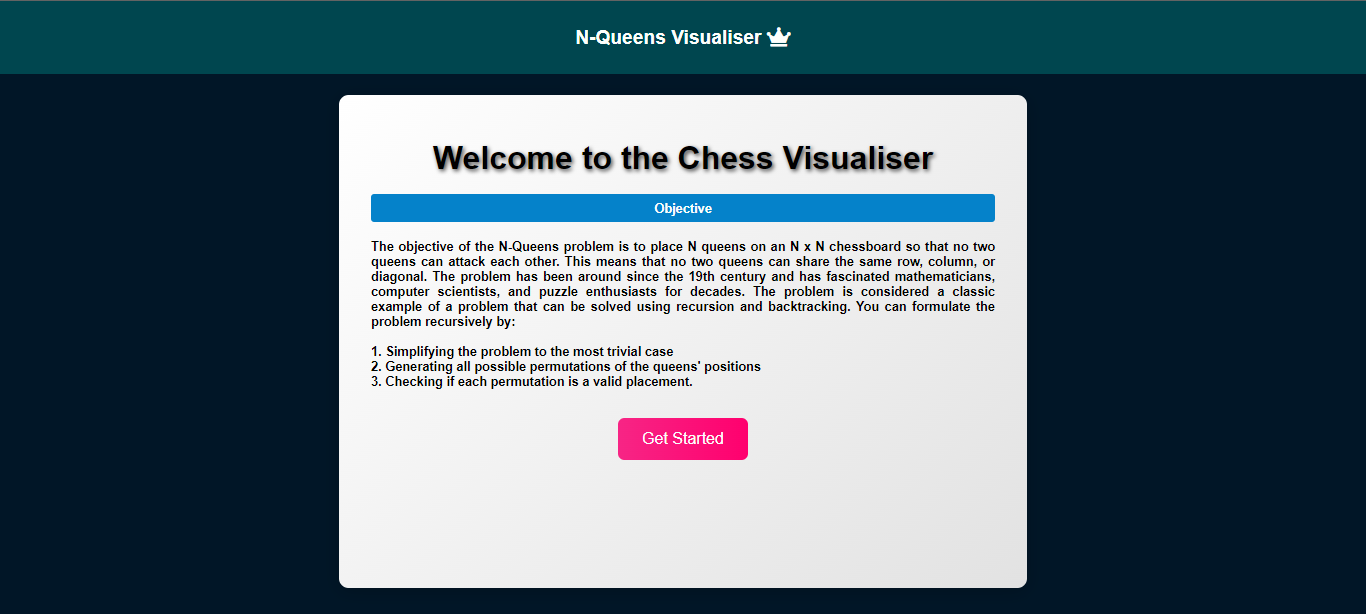 N-Queens Visualiser
Welcome to the Chess Visualiser
Objective
The objective of the N-Queens problem is to place N queens on an N x N chessboard so that no two
queens can attack each other. This means that no two queens can share the same row, column, or
diagonal. The problem has been around since the 19th century and has fascinated mathematicians,
computer scientists, and puzzle enthusiasts for decades. The problem is considered a classic
example of a problem that can be solved using recursion and backtracking. You can formulate the
problem recursively by:
1. Simplifying the problem to the most trivial case
2. Generating all possible permutations of the queens' positions
3. Checking if each permutation is a valid placement.
Get Started